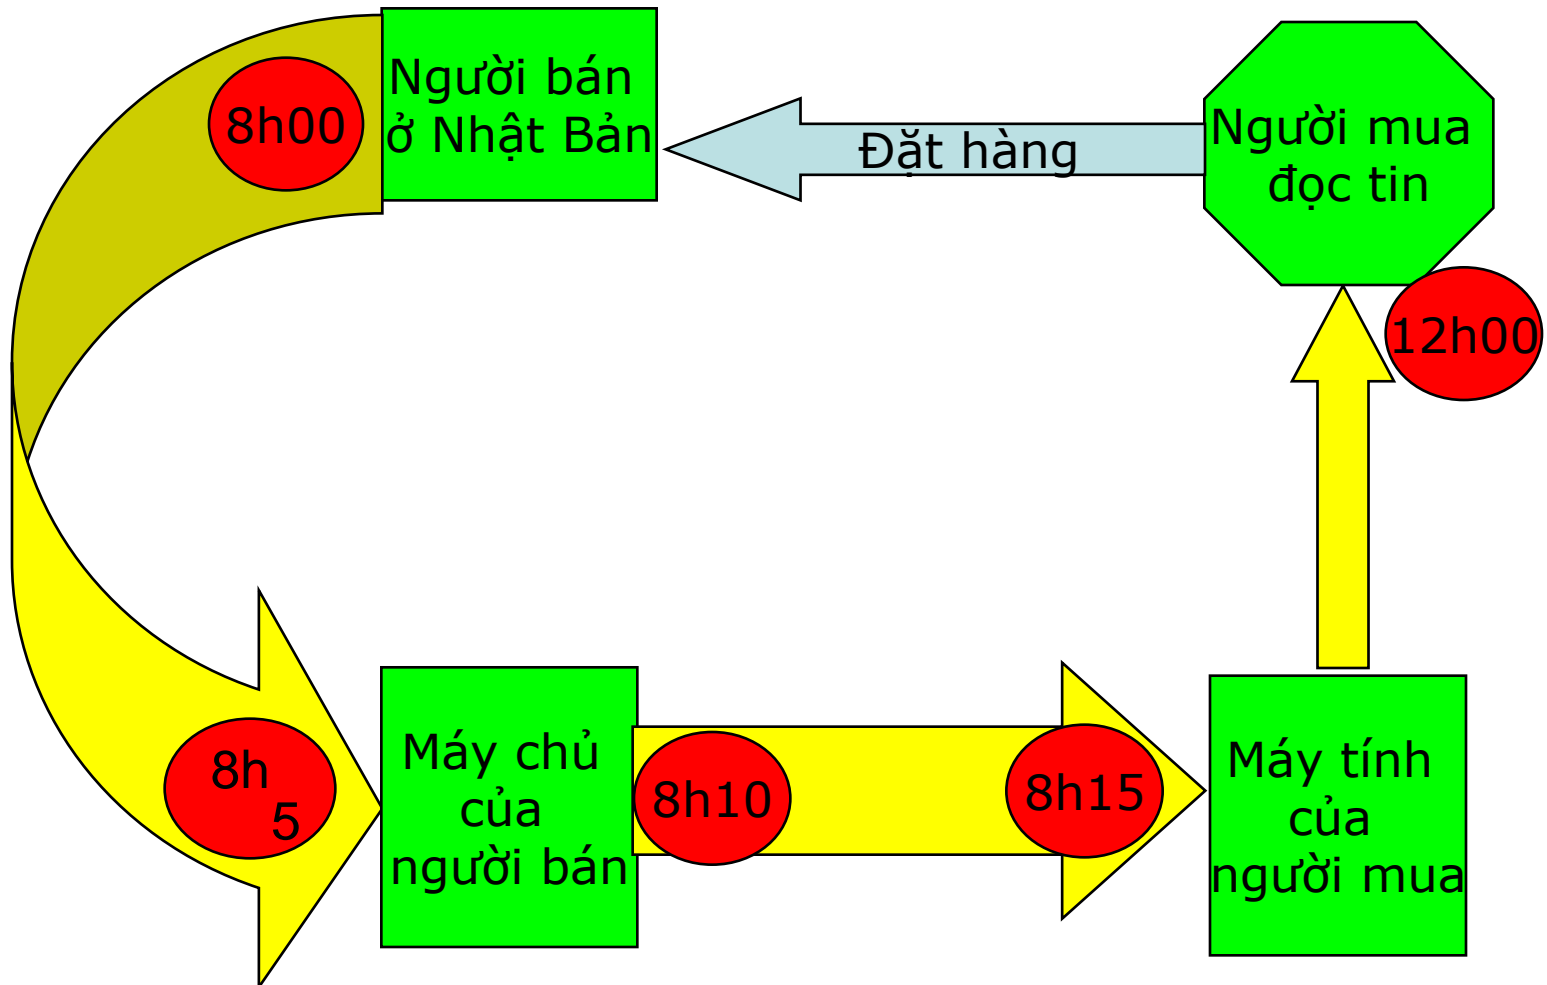 Người bán
ở Nhật Bản
8h00
Đặt hàng
Người mua
đọc tin
12h00
8h
5
Máy chủ
của
người bán
8h10
8h15
Máy tính
của
người mua